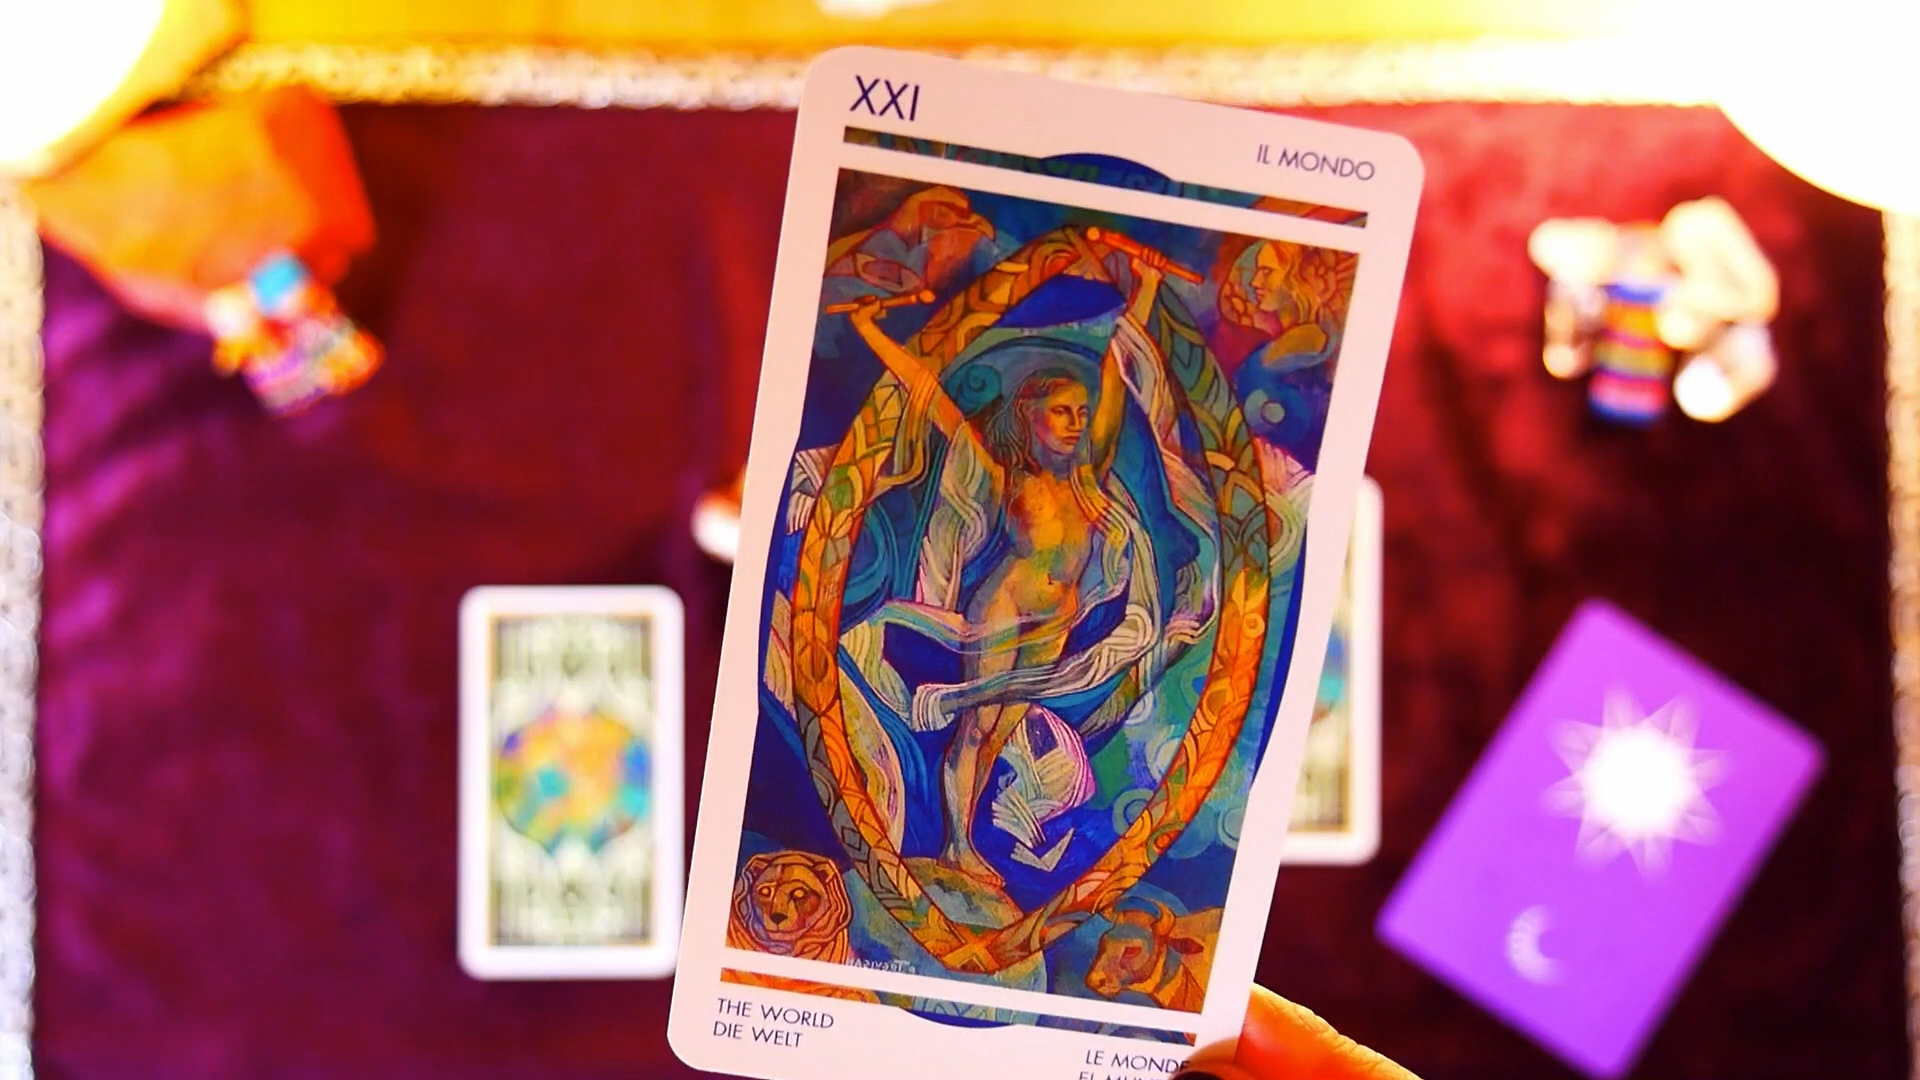 XXI
IL MONDO
THE WORLD
DIE WELT
LE MONDE